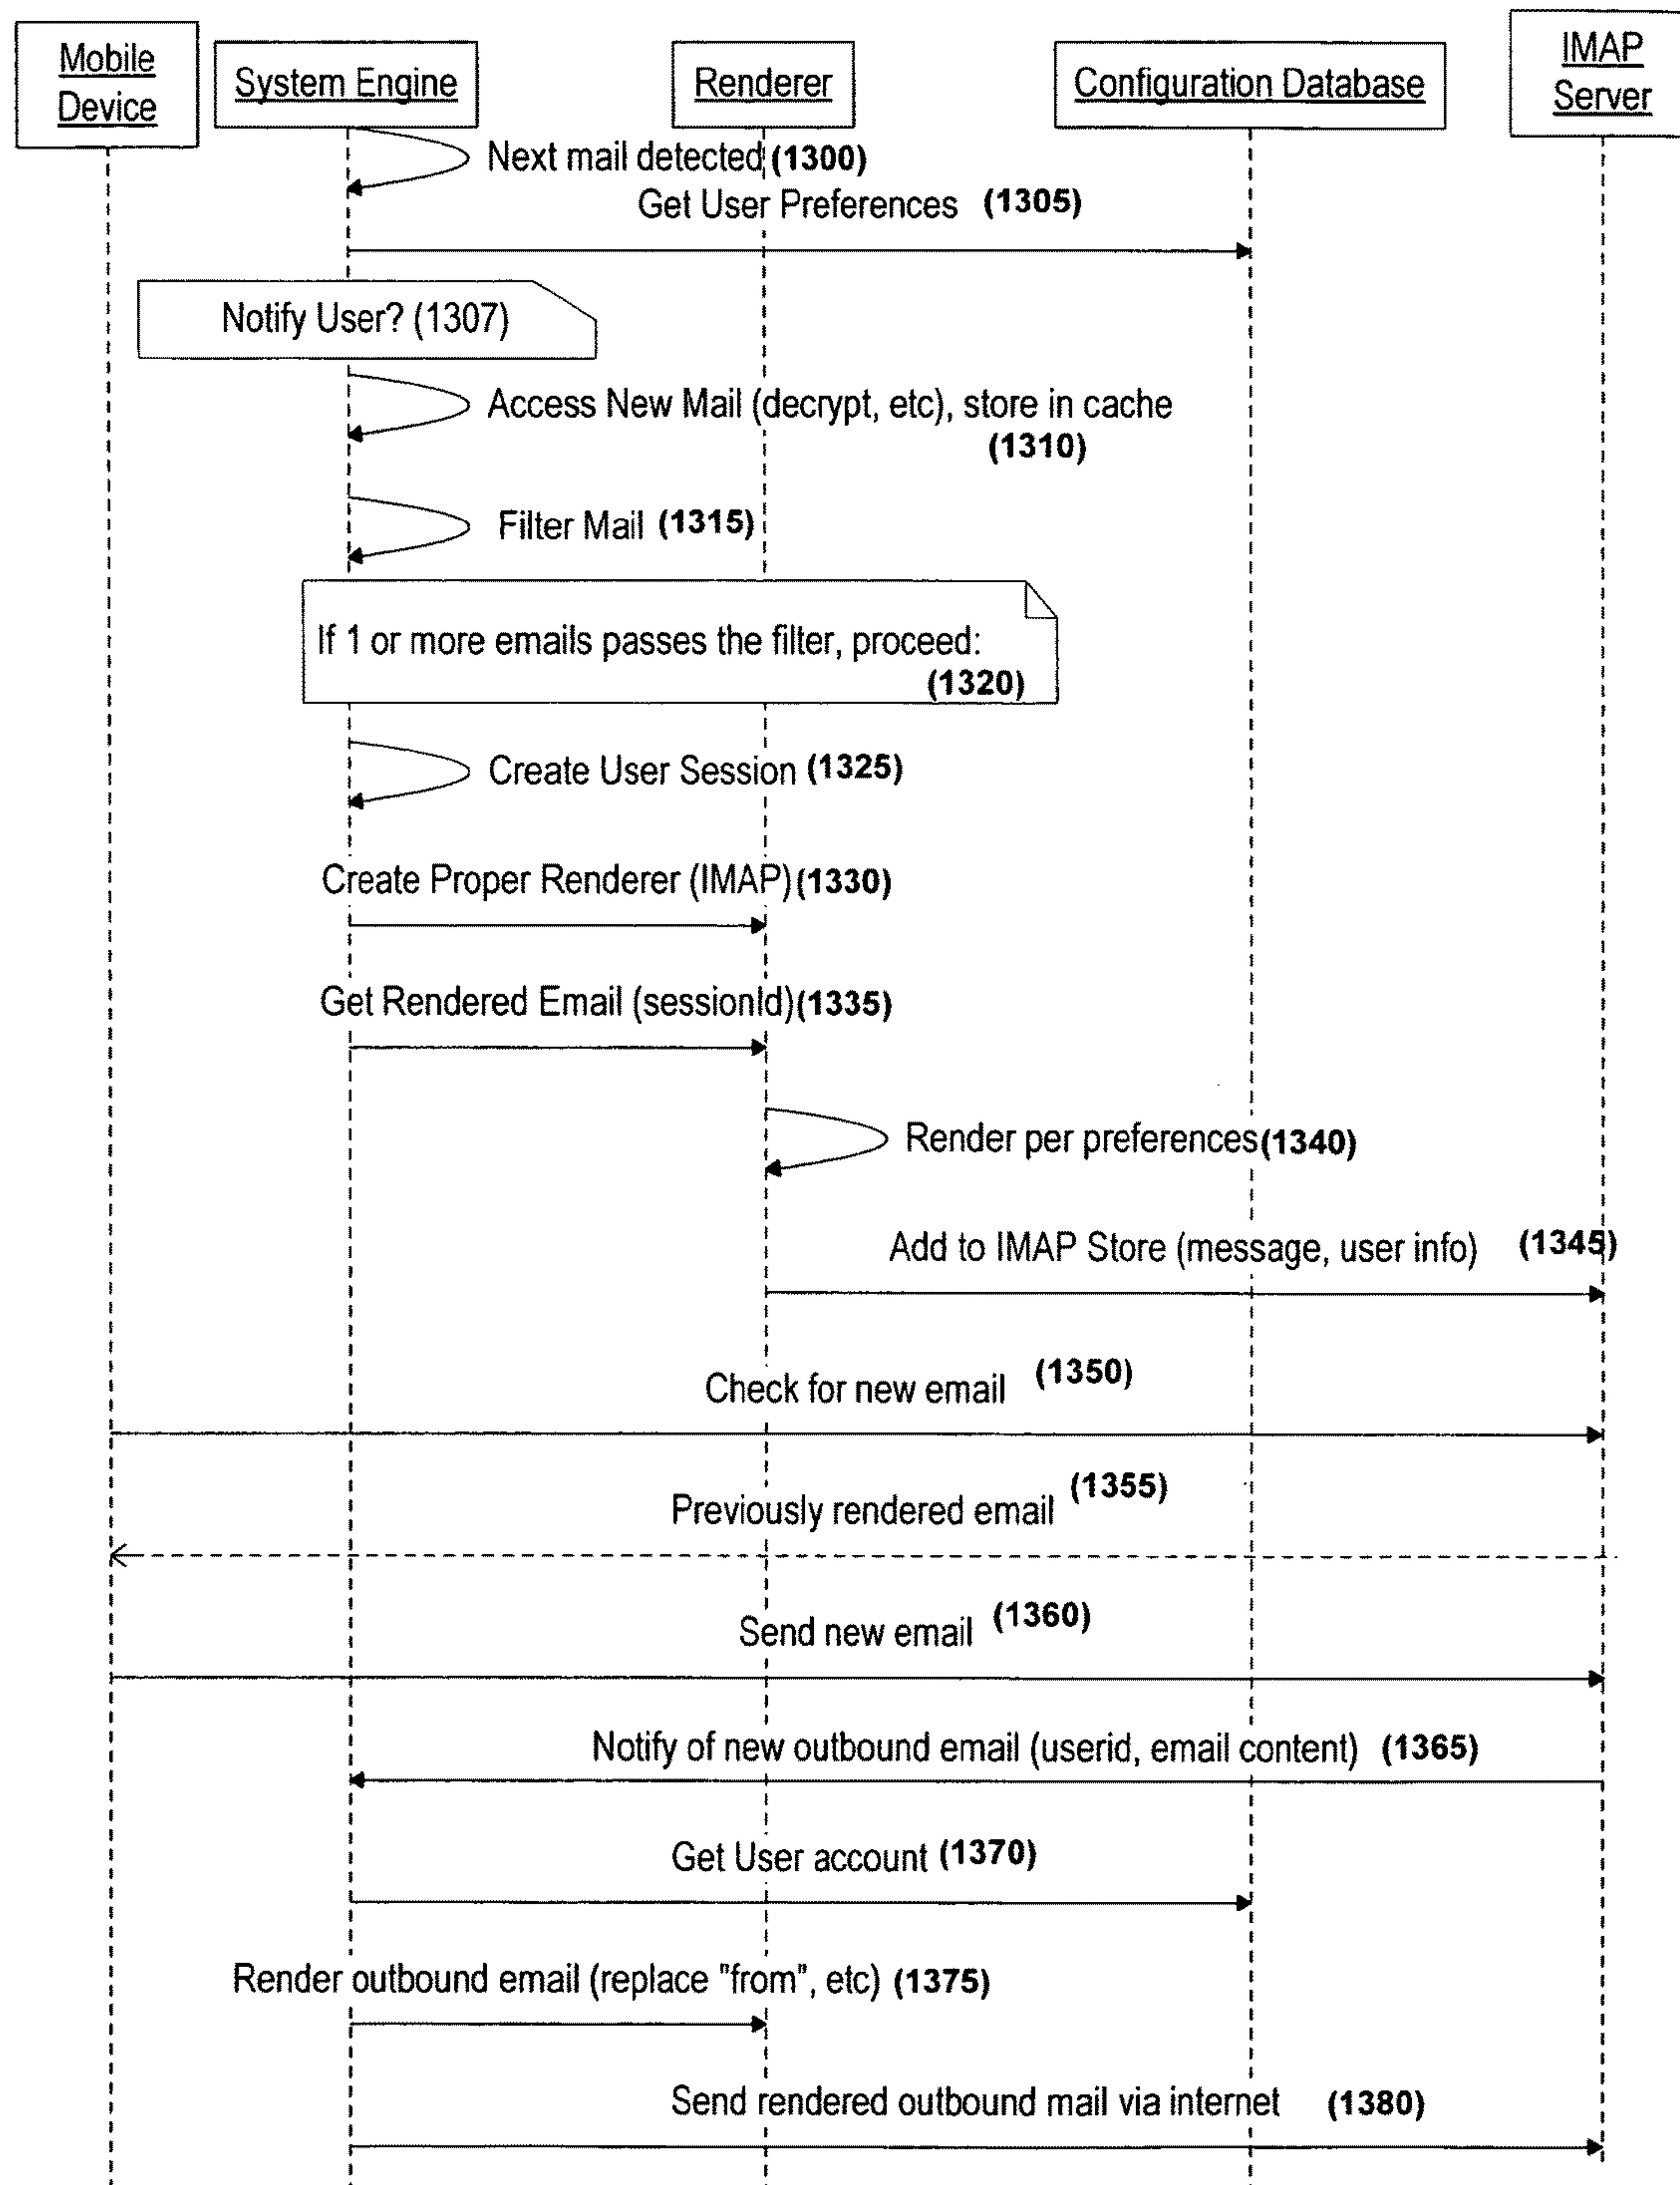 Mobile
Device
System Engine
Renderer
Configuration Database
IMAP
Server
Next mail detected (1300)
Get User Preferences (1305)
Notify User? (1307)
Access New Mail (decrypt, etc), store in cache
(1310)
Filter Mail (1315)
If 1 or more emails passes the filter, proceed:
(1320)
Create User Session (1325)
Create Proper Renderer (IMAP) (1330)
Get Rendered Email (sessionId) (1335)
Render per preferences (1340)
Add to IMAP Store (message, user info) (1345)
Check for new email (1350)
Previously rendered email (1355)
Send new email (1360)
Notify of new outbound email (userid, email content) (1365)
Get User account (1370)
Render outbound email (replace "from", etc) (1375)
Send rendered outbound mail via internet (1380)